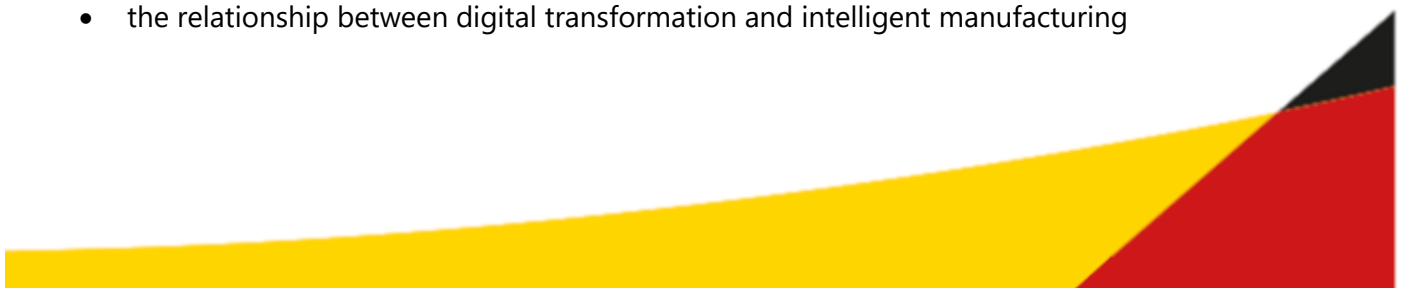 • the relationship between digital transformation and intelligent manufacturing